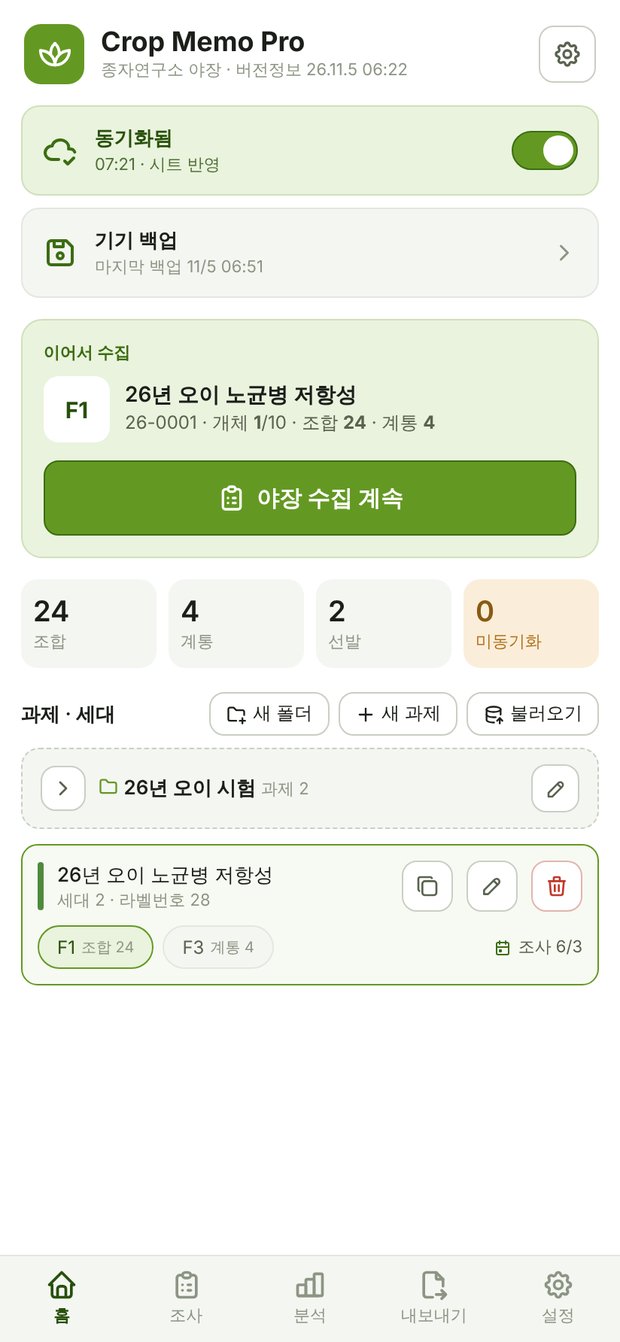 Crop Memo Pro
종자연구소 야장 · 버전정보 26.11.5 06:22
동기화됨
07:21 · 시트 반영
기기 백업
마지막 백업 11/5 06:51
이어서 수집
F1
26년 오이 노균병 저항성
26-0001 · 개체 1/10 · 조합 24 · 계통 4
야장 수집 계속
24 4 2 0
조합 계통 선발 미동기화
과제 · 세대 새 폴더 새 과제 불러오기
26년 오이 시험 과제 2
26년 오이 노균병 저항성
세대 2 · 라벨번호 28
F1 조합 24 F3 계통 4 조사 6/3
홈 조사 분석 내보내기 설정